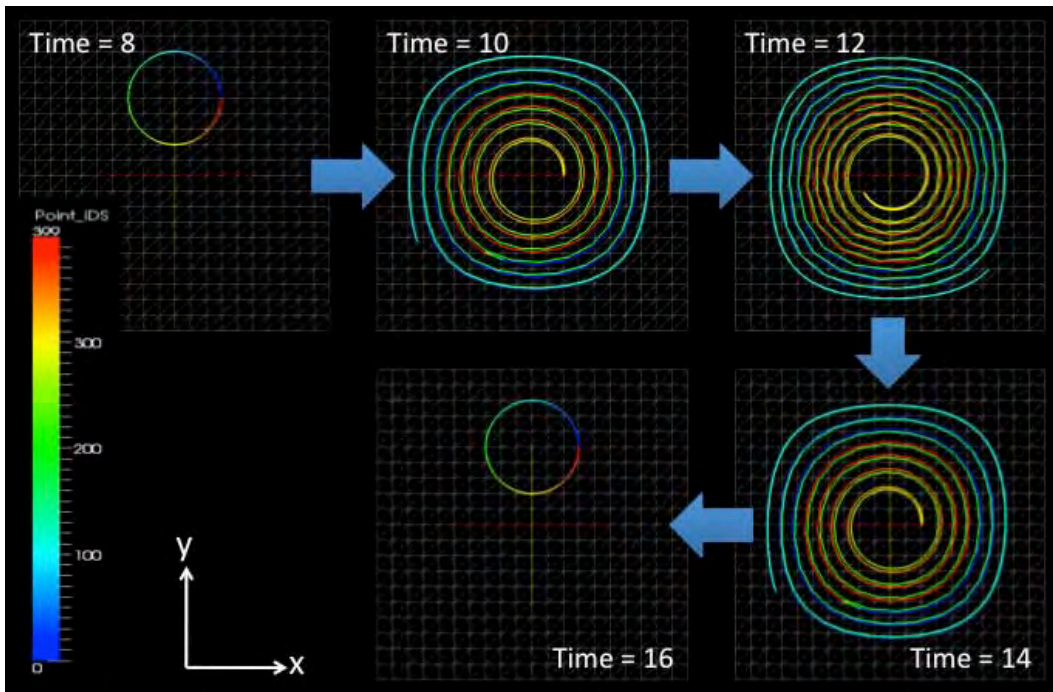 Time = 8
Time = 10
Time = 12
Point_IDS
300
300
200
100
0
y
x
Time = 16
Time = 14